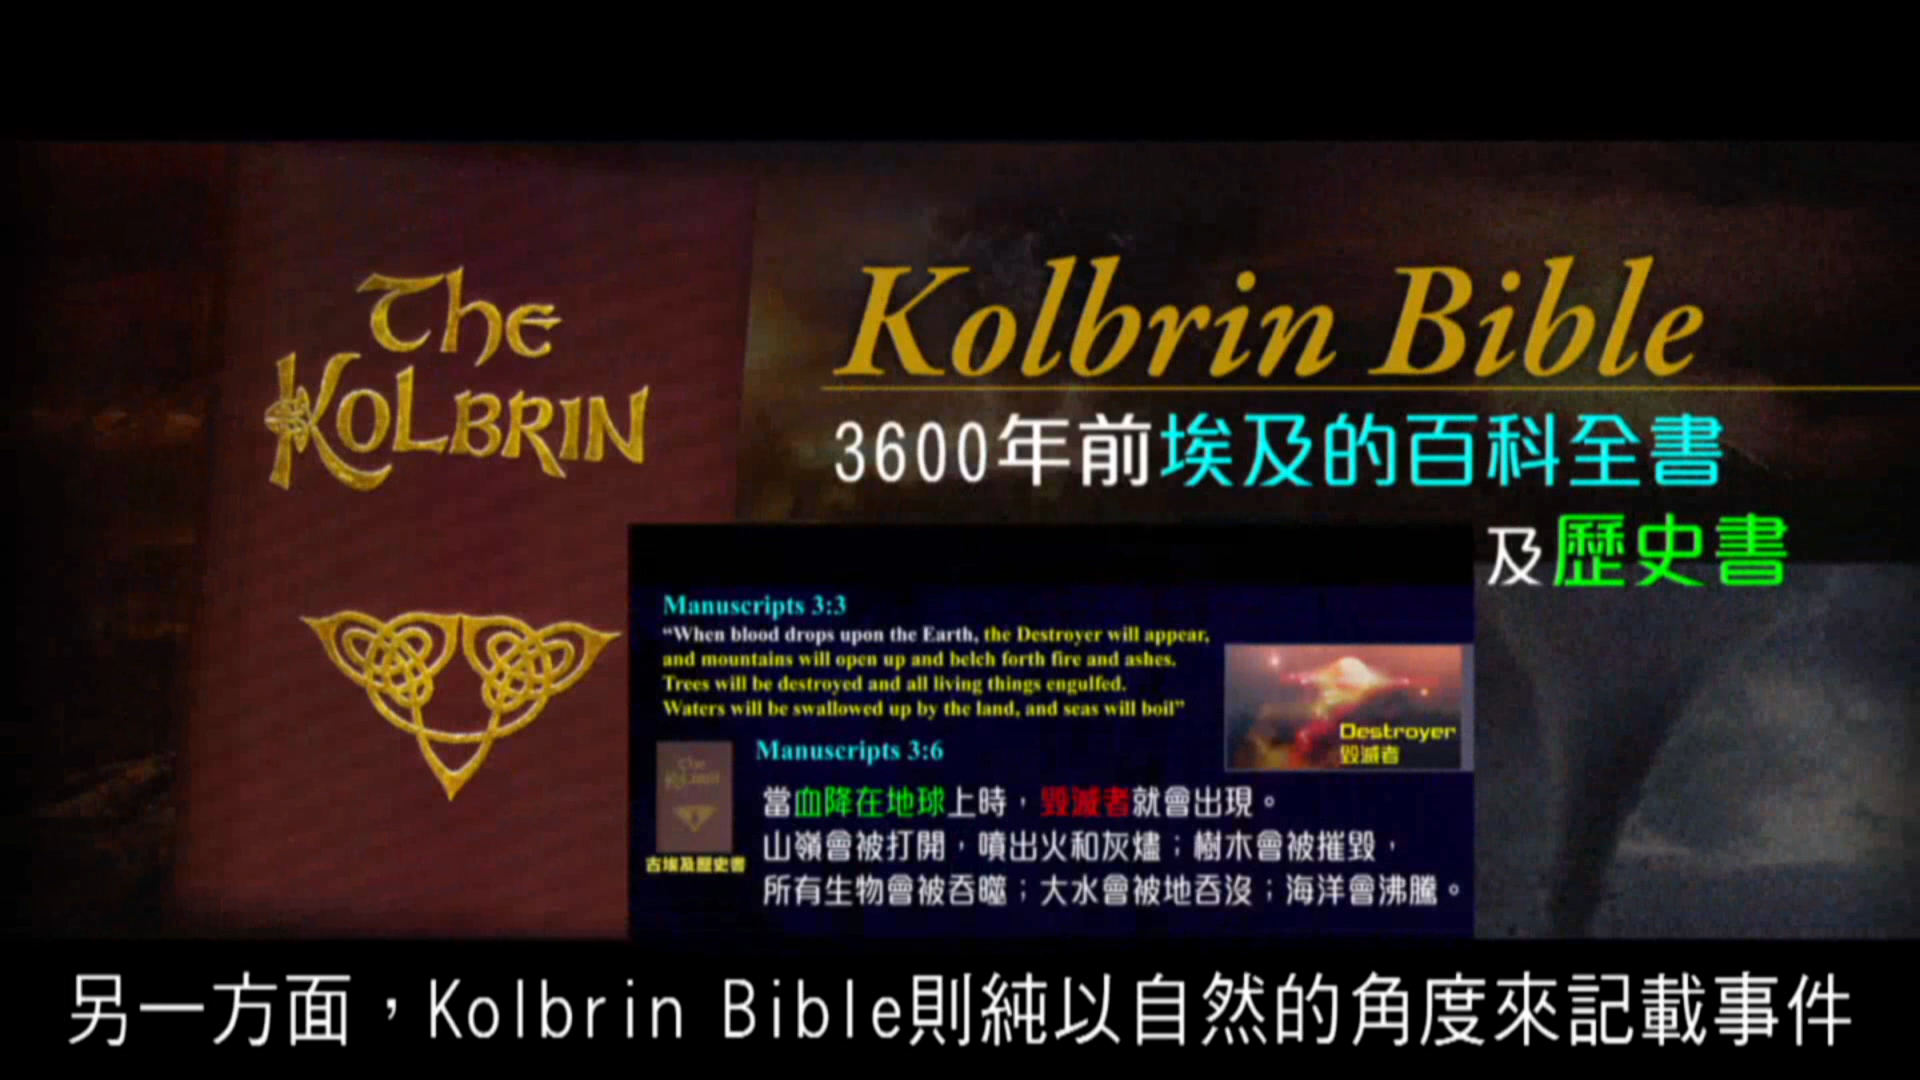 The
KOLBRIN
Kolbrin Bible
3600年前埃及的百科全書
及歷史書
Manuscripts 3:3
“When blood drops upon the Earth, the Destroyer will appear,
and mountains will open up and belch forth fire and ashes.
Trees will be destroyed and all living things engulfed.
Waters will be swallowed up by the land, and seas will boil”
Destroyer
毀滅者
Manuscripts 3:6
當血降在地球上時，毀滅者就會出現。
山嶺會被打開，噴出火和灰燼；樹木會被摧毀，
所有生物會被吞噬；大水會被地吞沒；海洋會沸騰。
The
KOLBRIN
古埃及歷史書
另一方面，Kolbrin Bible則純以自然的角度來記載事件